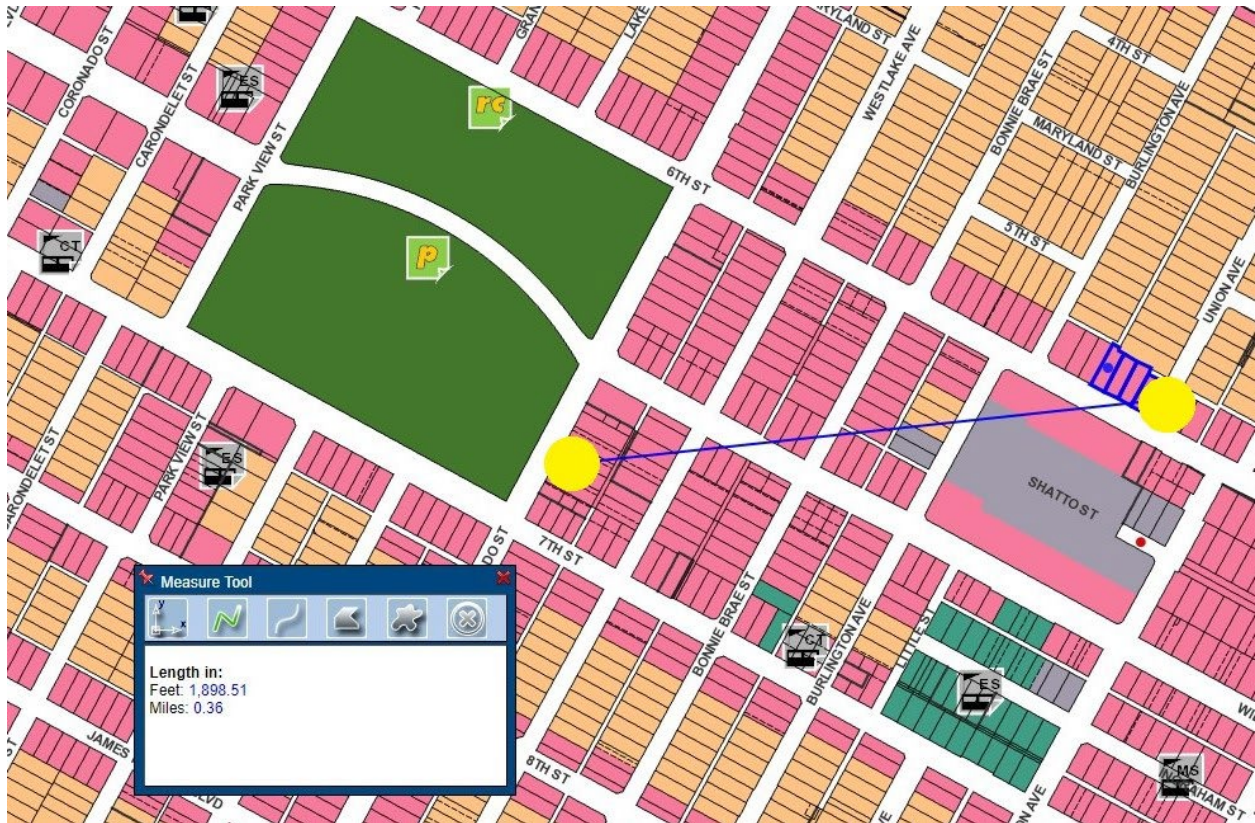 CORONADO ST
CARONDELET ST
ES
PARK VIEW ST
CT
rc
p
6TH ST
WESTLAKE AVE
BONNIE BRAE ST
4TH ST
MARYLAND ST
BURLINGTON AVE
5TH ST
UNION AVE
SHATTO ST
PARK VIEW ST
ES
7TH ST
BONNIE BRAE ST
CT
BURLINGTON AVE
LITTLE ST
ES
MS
8TH ST
Measure Tool
y
x
Length in:
Feet: 1,898.51
Miles: 0.36